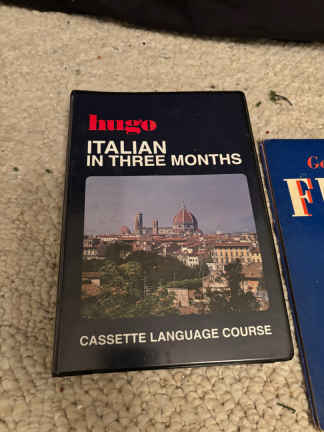 hugo
ITALIAN
IN THREE MONTHS
CASSETTE LANGUAGE COURSE